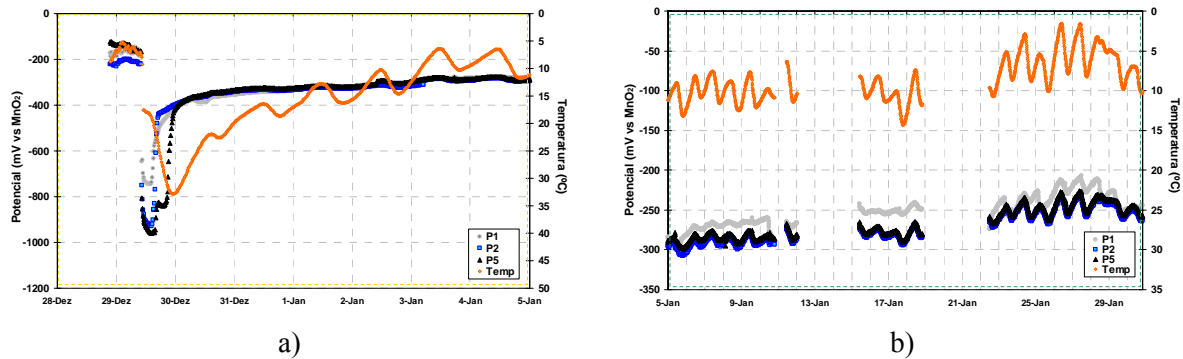 0
-200
-400
-600
-800
-1000
-1200
Potencial (mV vs MnO2)
0
5
10
15
20
25
30
35
40
45
50
Temperatura (ºC)
28-Dez 29-Dez 30-Dez 31-Dez 1-Jan 2-Jan 3-Jan 4-Jan 5-Jan
P1
P2
P5
Temp
a)
0
-50
-100
-150
-200
-250
-300
-350
Potencial (mV vs MnO2)
0
5
10
15
20
25
30
35
Temperatura (ºC)
5-Jan 9-Jan 13-Jan 17-Jan 21-Jan 25-Jan 29-Jan
P1
P2
P5
Temp
b)